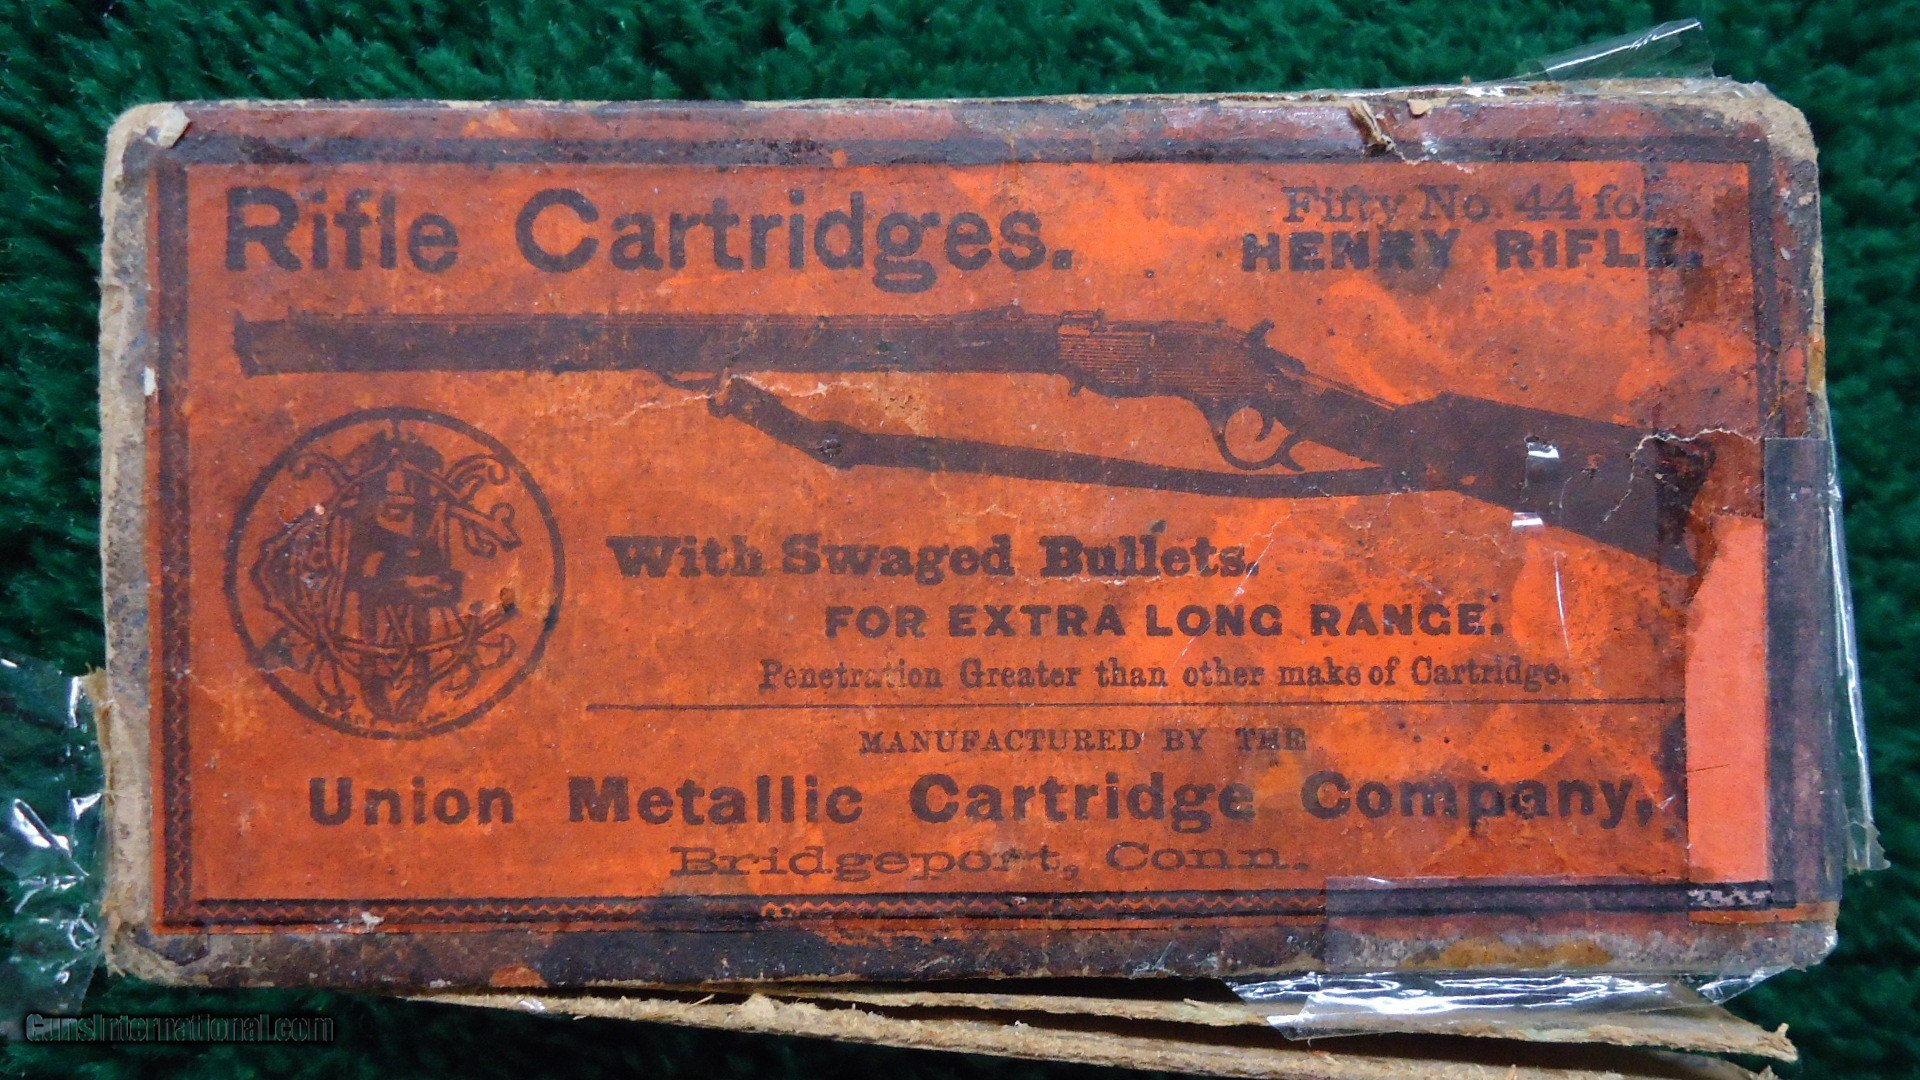 Rifle Cartridges.
Fifty No. 44 for
HENRY RIFLE.
With Swaged Bullets.
FOR EXTRA LONG RANGE.
Penetration Greater than other make of Cartridge.
MANUFACTURED BY THE
Union Metallic Cartridge Company,
Bridgeport, Conn.
GunsInternational.com